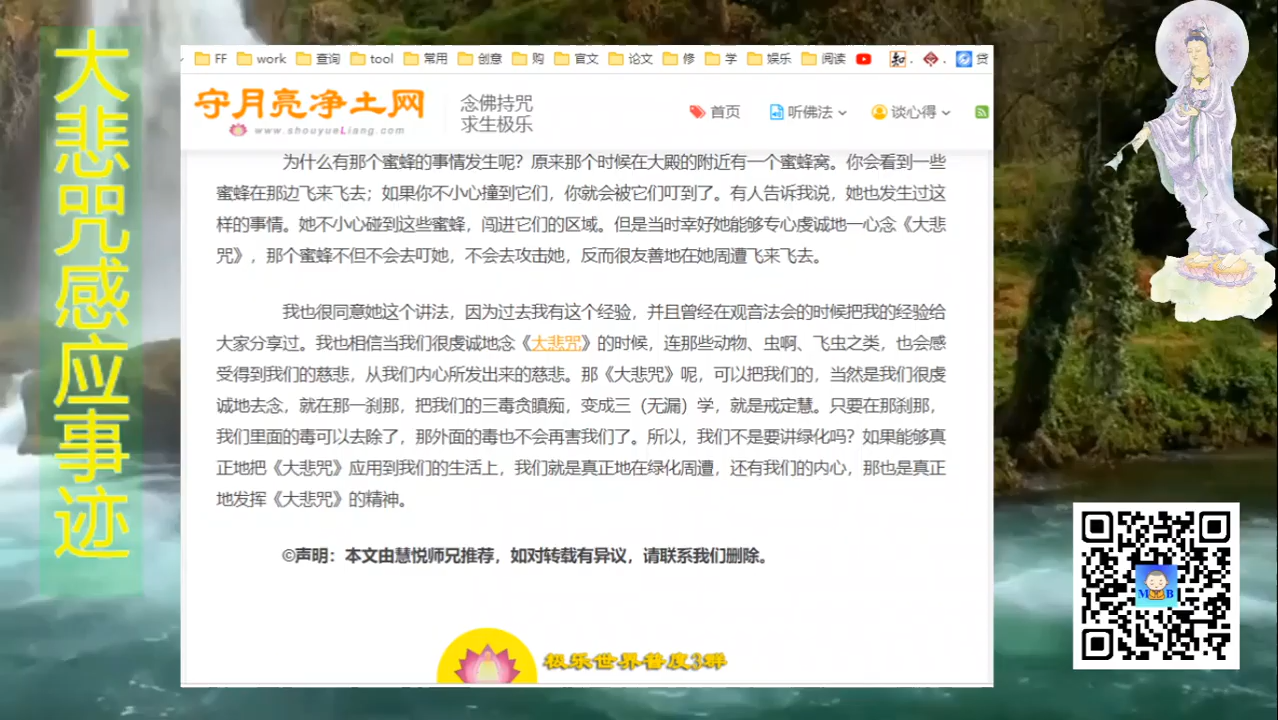 大悲咒感应事迹
FF work 查询 tool 常用 创意 购 官文 论文 修 学 娱乐 阅读 贷
守月亮净土网
www.shouyueLiang.com
念佛持咒
求生极乐
首页 听佛法 谈心得
为什么有那个蜜蜂的事情发生呢？原来那个时候在大殿的附近有一个蜜蜂窝。你会看到一些
蜜蜂在那边飞来飞去；如果你不小心撞到它们，你就会被它们叮到了。有人告诉我说，她也发生过这
样的事情。她不小心碰到这些蜜蜂，闯进它们的区域。但是当时幸好她能够专心虔诚地一心念《大悲
咒》，那个蜜蜂不但不会去叮她，不会去攻击她，反而很友善地在她周遭飞来飞去。
我也很同意她这个讲法，因为过去我有这个经验，并且曾经在观音法会的时候把我的经验给
大家分享过。我也相信当我们很虔诚地念《大悲咒》的时候，连那些动物、虫啊、飞虫之类，也会感
受得到我们的慈悲，从我们内心所发出来的慈悲。那《大悲咒》呢，可以把我们的，当然是我们很虔
诚地去念，就在那一刹那，把我们的三毒贪瞋痴，变成三（无漏）学，就是戒定慧。只要在那刹那，
我们里面的毒可以去除了，那外面的毒也不会再害我们了。所以，我们不是要讲绿化吗？如果能够真
正地把《大悲咒》应用到我们的生活上，我们就是真正地在绿化周遭，还有我们的内心，那也是真正
地发挥《大悲咒》的精神。
©声明：本文由慧悦师兄推荐，如对转载有异议，请联系我们删除。
极乐世界普度3群
M B